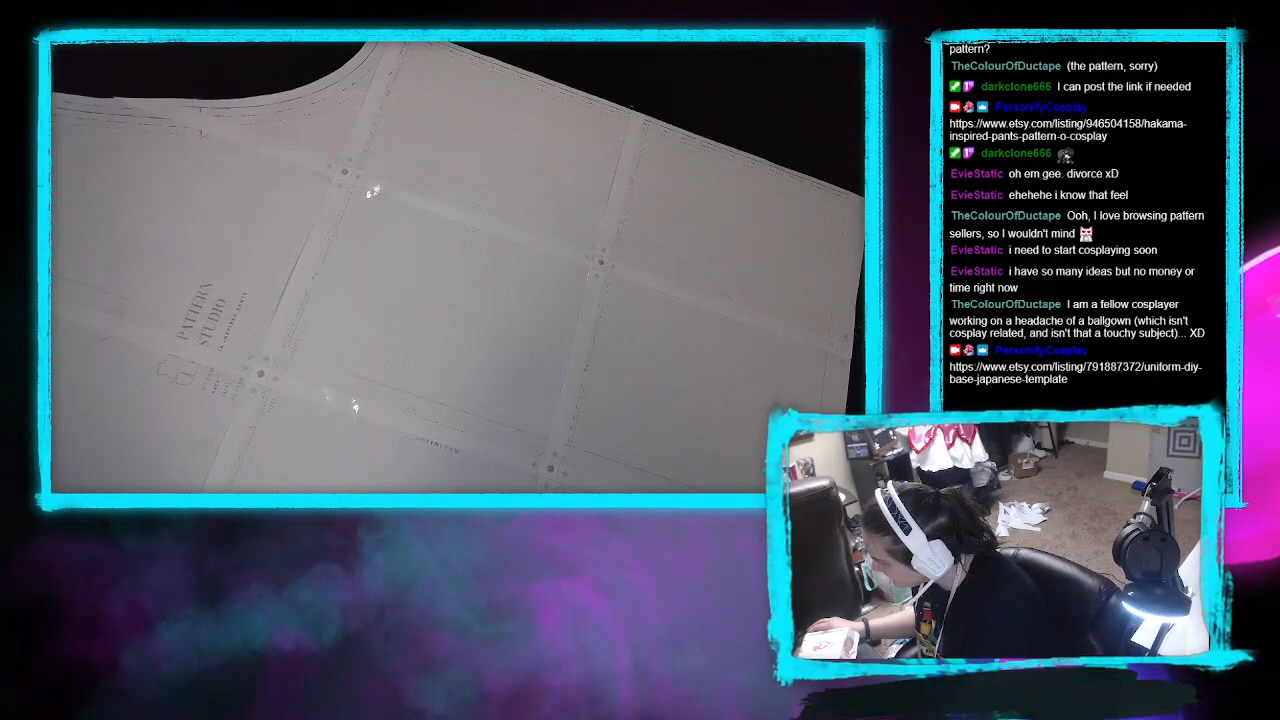 PATTERN
STUDIO
pattern?
TheColourOfDuctape (the pattern, sorry)
darkclone666 I can post the link if needed
PersonifyCosplay
https://www.etsy.com/listing/946504158/hakama-
inspired-pants-pattern-o-cosplay
darkclone666
EvieStatic oh em gee. divorce xD
EvieStatic ehehehe i know that feel
TheColourOfDuctape Ooh, I love browsing pattern
sellers, so I wouldn't mind
EvieStatic i need to start cosplaying soon
EvieStatic i have so many ideas but no money or
time right now
TheColourOfDuctape I am a fellow cosplayer
working on a headache of a ballgown (which isn't
cosplay related, and isn't that a touchy subject)... XD
PersonifyCosplay
https://www.etsy.com/listing/791887372/uniform-diy-
base-japanese-template